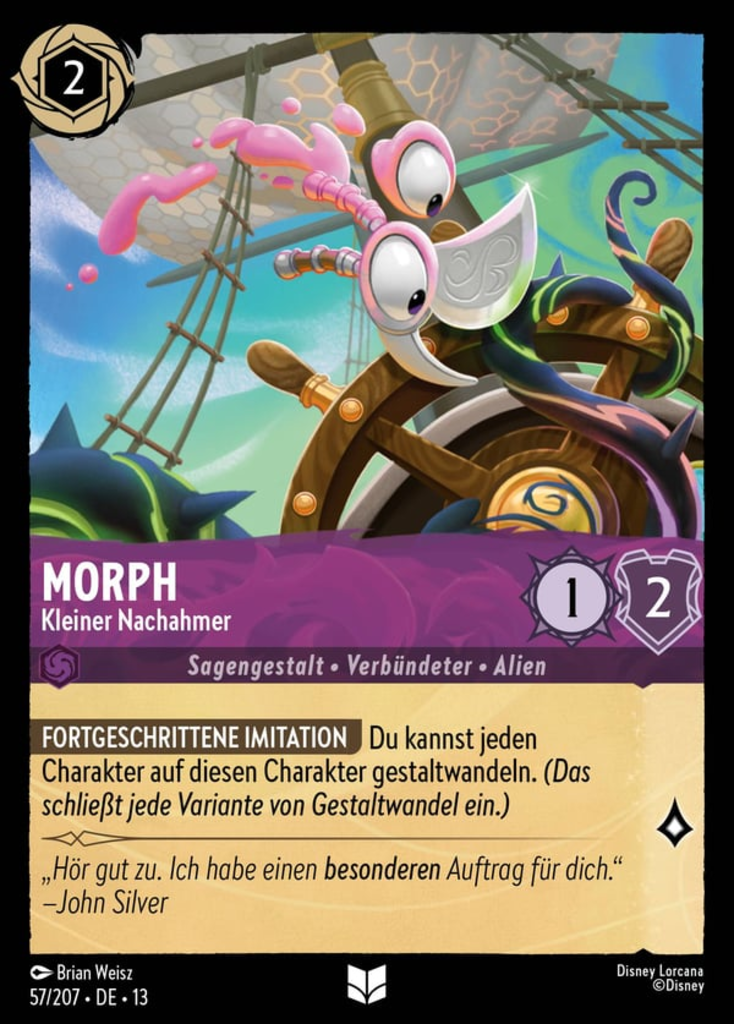 2
MORPH
Kleiner Nachahmer
1
2
Sagengestalt • Verbündeter • Alien
FORTGESCHRITTENE IMITATION Du kannst jeden
Charakter auf diesen Charakter gestaltwandeln. (Das
schließt jede Variante von Gestaltwandel ein.)
„Hör gut zu. Ich habe einen besonderen Auftrag für dich.“
–John Silver
Brian Weisz
57/207 • DE • 13
Disney Lorcana
©Disney